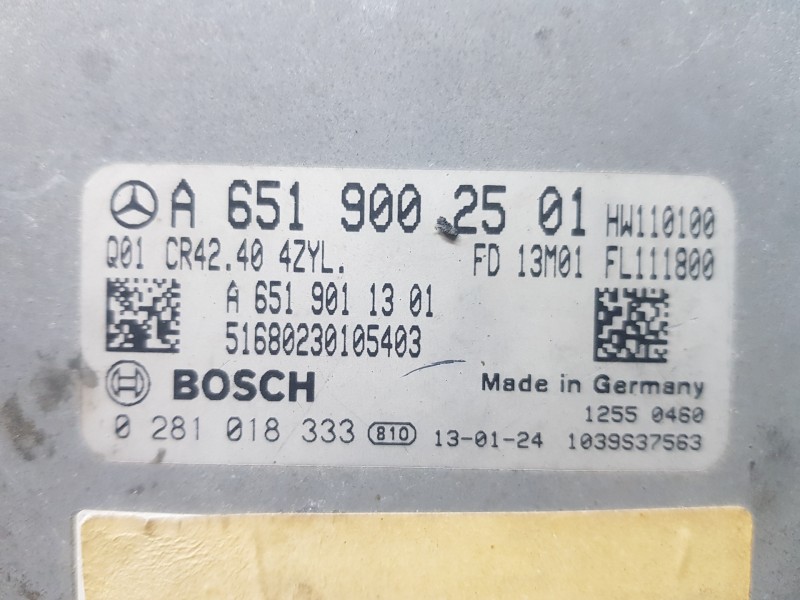 A 651 900 25 01 HW110100
Q01 CR42.40 4ZYL. FD 13M01 FL111800
A 651 901 13 01
51680230105403
BOSCH Made in Germany
1255 0460
0 281 018 333 810 13-01-24 1039S37563